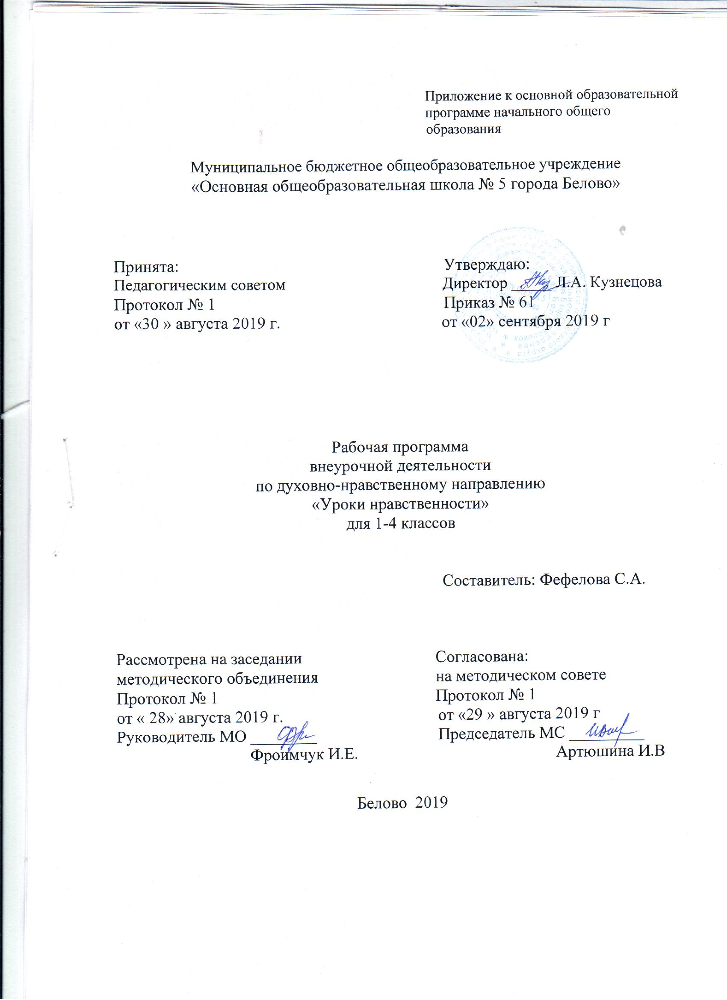 Приложение к основной образовательной
программе начального общего
образования
Муниципальное бюджетное общеобразовательное учреждение
«Основная общеобразовательная школа № 5 города Белово»
Принята:
Педагогическим советом
Протокол № 1
от «30 » августа 2019 г.
Утверждаю:
Директор _____ Л.А. Кузнецова
Приказ № 61
от «02» сентября 2019 г
Рабочая программа
внеурочной деятельности
по духовно-нравственному направлению
«Уроки нравственности»
для 1-4 классов
Составитель: Фефелова С.А.
Рассмотрена на заседании
методического объединения
Протокол № 1
от « 28» августа 2019 г.
Руководитель МО ________
Фроимчук И.Е.
Согласована:
на методическом совете
Протокол № 1
от «29 » августа 2019 г
Председатель МС _________
Артюшина И.В
Белово  2019